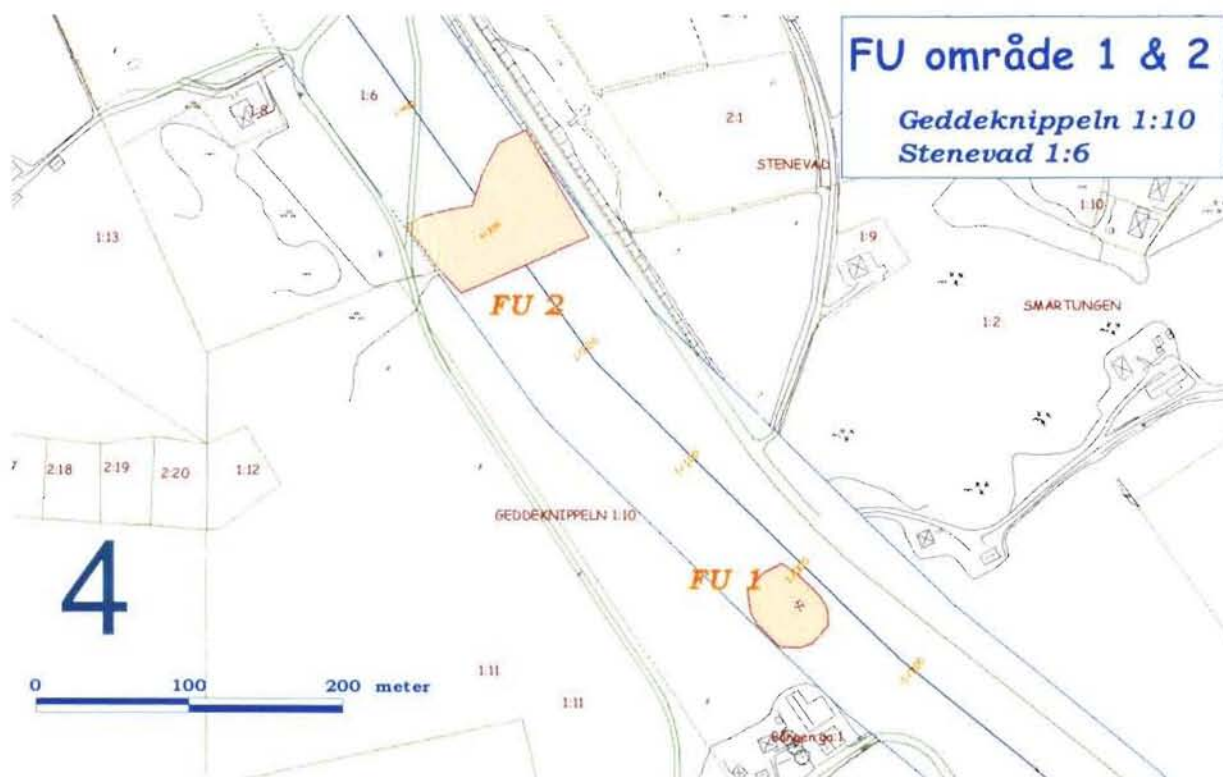 FU område 1 & 2
Geddeknippeln 1:10
Stenevad 1:6
1:6
1:8
2:1
STENEVAD
1:10
1:9
1:13
SMÄRTUNGEN
1:2
FU 2
7
2:18
2:19
2:20
1:12
GEDDEKNIPPELN 1:10
FU 1
4
1:11
1:11
0 100 200 meter